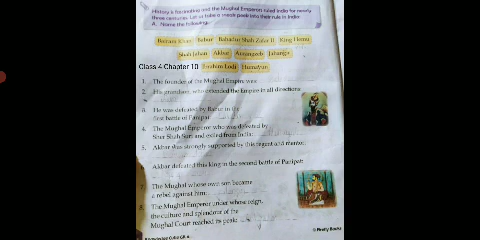 History is fascinating and the Mughal Emperors ruled India for nearly
three centuries. Let us take a sneak peek into their rule in India.
A. Name the following.
Bairam Khan Babur Bahadur Shah Zafar II King Hemu
Shah Jahan Akbar Aurangzeb Jahangir
Class 4 Chapter 10 Ibrahim Lodi Humayun
1. The founder of the Mughal Empire was
2. His grandson, who extended the Empire in all directions
3. He was defeated by Babur in the
first battle of Panipat
4. The Mughal Emperor who was defeated by
Sher Shah Suri and exiled from India:
5. Akbar was strongly supported by this regent and mentor.
Akbar defeated this king in the second battle of Panipat:
7. The Mughal whose own son became
a rebel against him:
8. The Mughal Emperor under whose reign,
the culture and splendour of the
Mughal Court reached its peak:
© Firefly Books